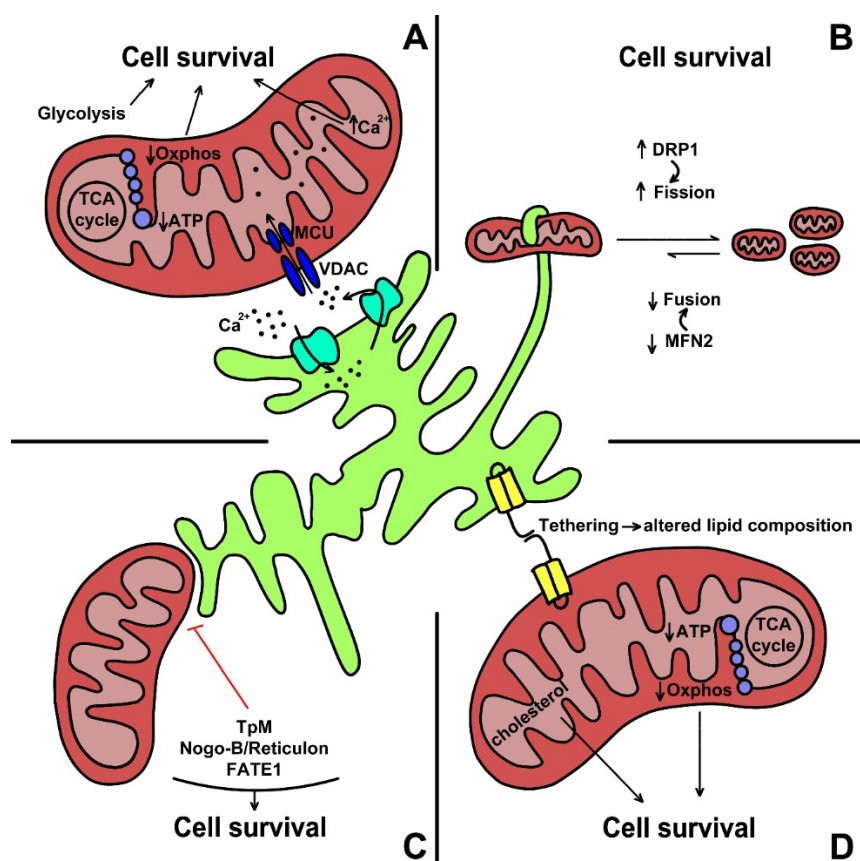 A
Cell survival
Glycolysis
↑Ca²⁺
↓Oxphos
TCA
cycle
↓ATP
MCU
VDAC
Ca²⁺
B
Cell survival
↑ DRP1
↑ Fission
↓ Fusion
↓ MFN2
TpM
Nogo-B/Reticulon
FATE1
Cell survival
C
Tethering→altered lipid composition
↓ATP
TCA
cycle
↓Oxphos
cholesterol
Cell survival
D